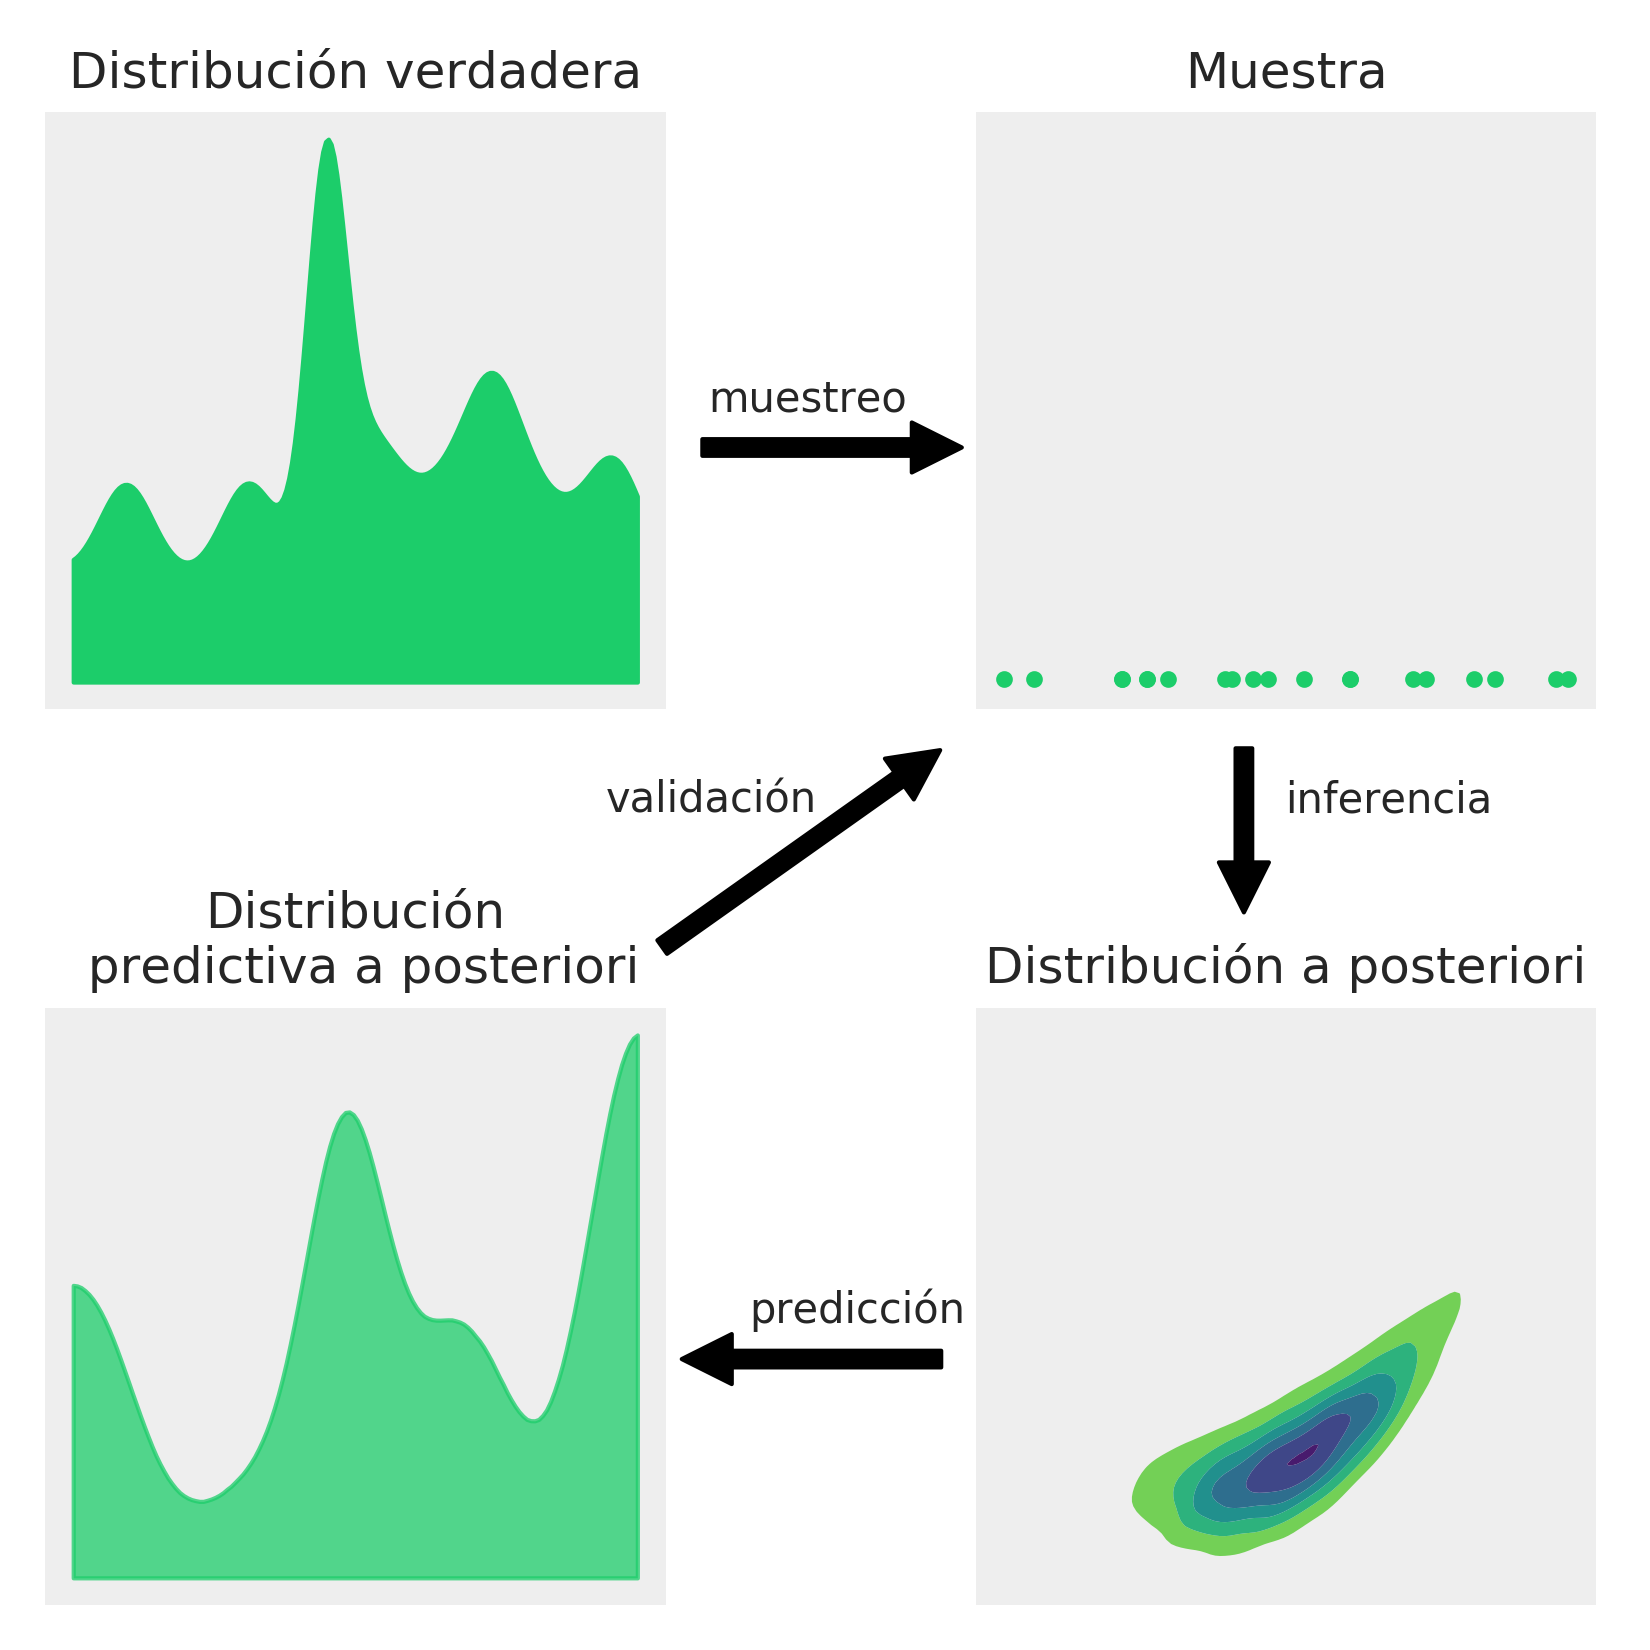 Distribución verdadera
Muestra
muestreo
validación
inferencia
Distribución
predictiva a posteriori
Distribución a posteriori
predicción